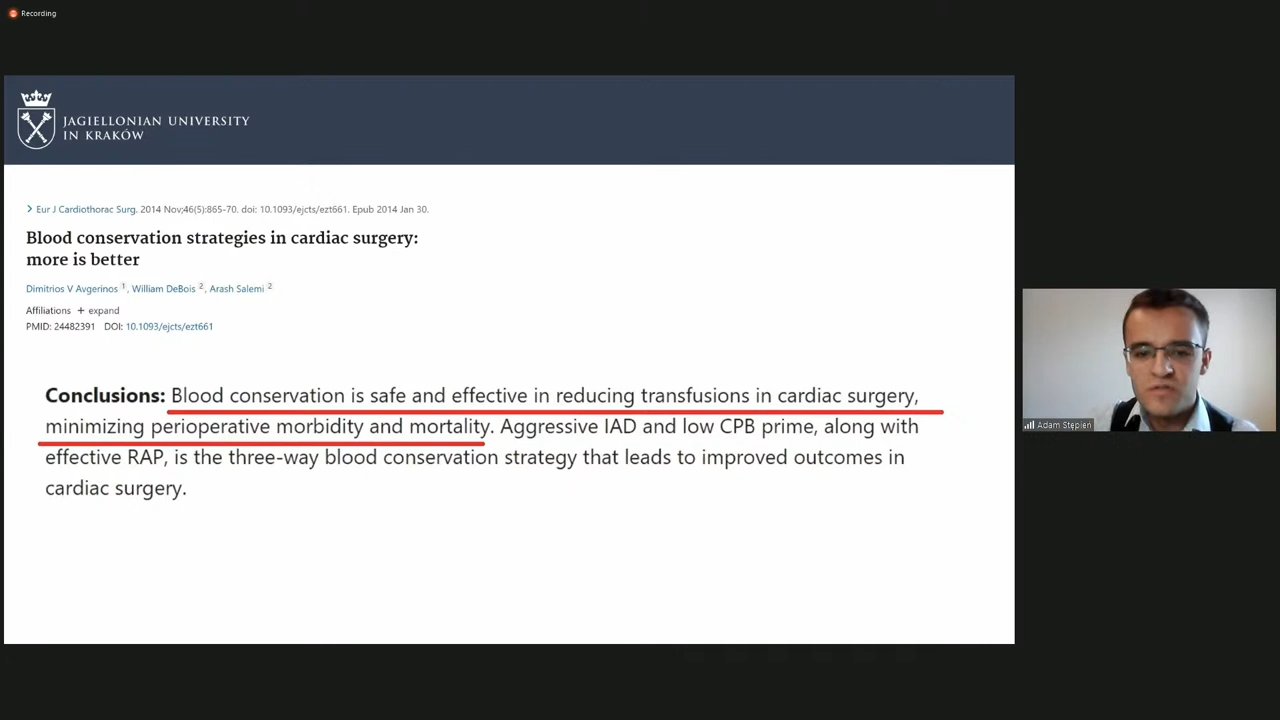 Recording
JAGIELLONIAN UNIVERSITY
IN KRAKÓW
> Eur J Cardiothorac Surg. 2014 Nov;46(5):865-70. doi: 10.1093/ejcts/ezt661. Epub 2014 Jan 30.
Blood conservation strategies in cardiac surgery:
more is better
Dimitrios V Avgerinos 1, William DeBois 2, Arash Salemi 2
Affiliations + expand
PMID: 24482391 DOI: 10.1093/ejcts/ezt661
Conclusions: Blood conservation is safe and effective in reducing transfusions in cardiac surgery,
minimizing perioperative morbidity and mortality. Aggressive IAD and low CPB prime, along with
effective RAP, is the three-way blood conservation strategy that leads to improved outcomes in
cardiac surgery.
Adam Stępień